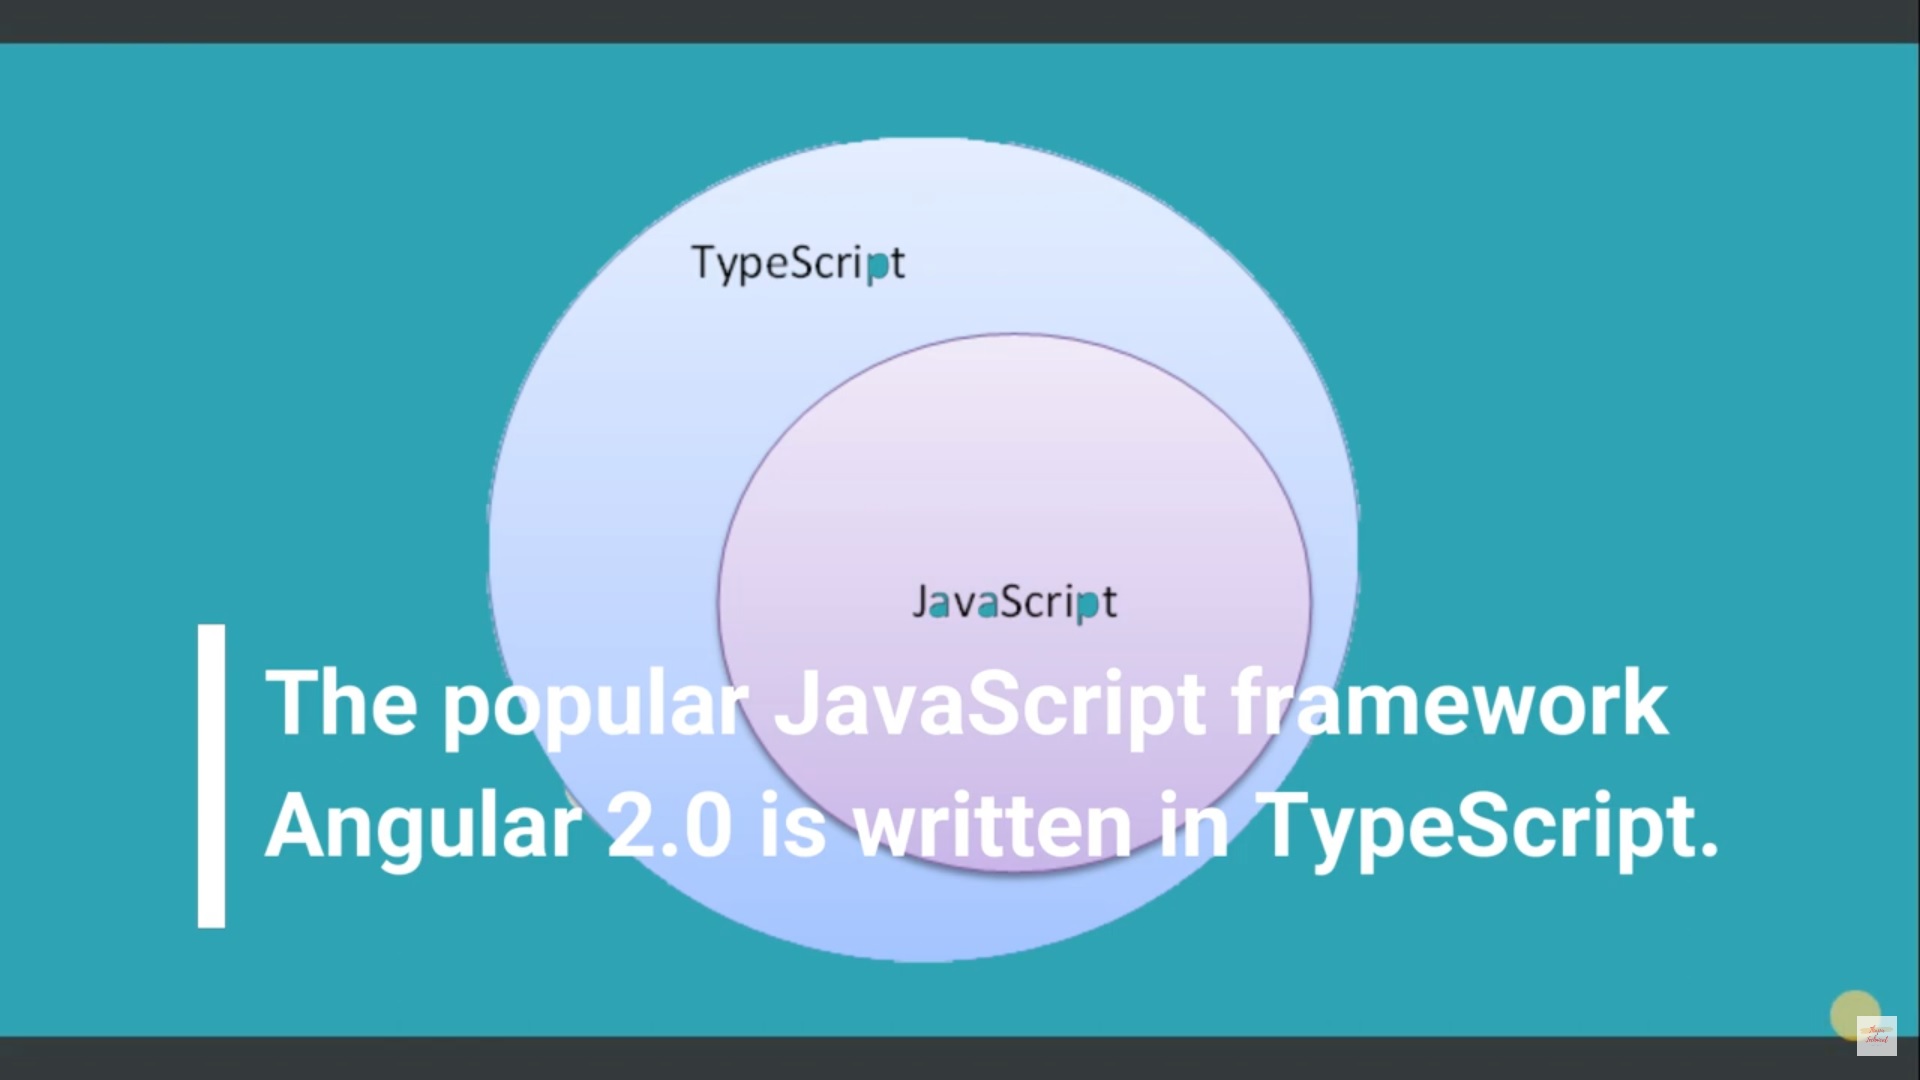 TypeScript
JavaScript
The popular JavaScript framework
Angular 2.0 is written in TypeScript.